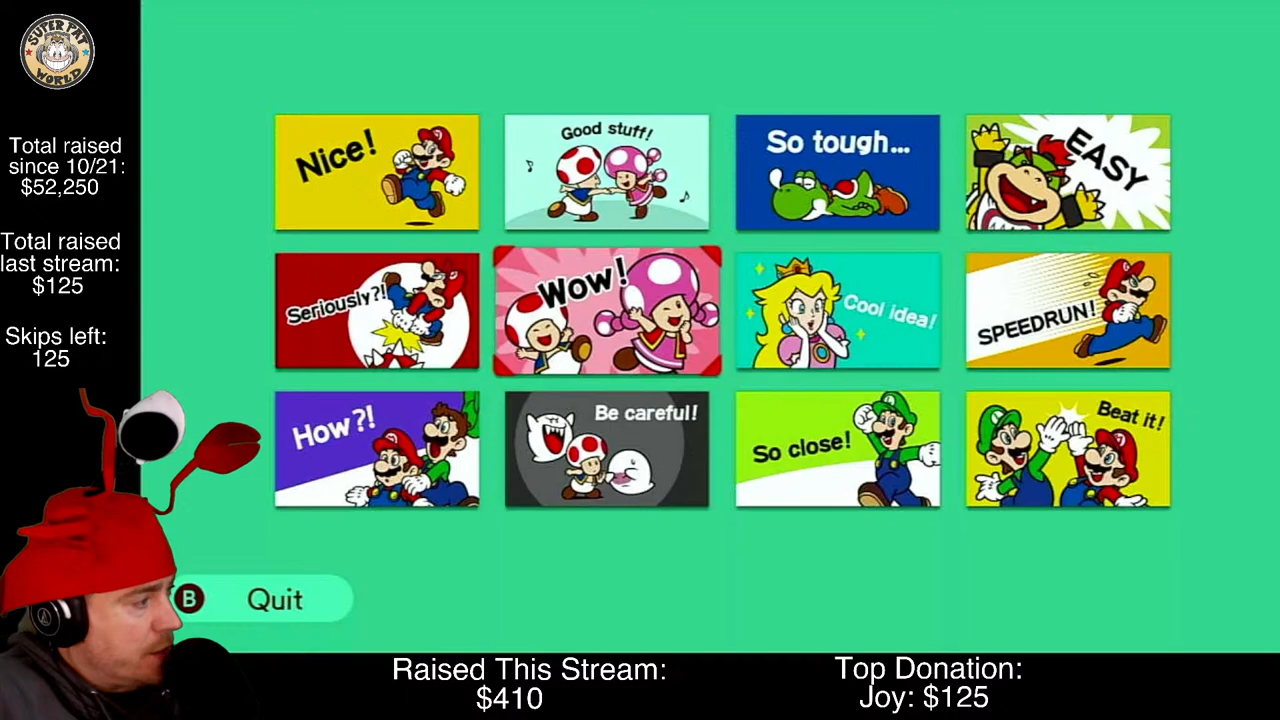 SUPER PAT
WORLD
Total raised
since 10/21:
$52,250
Total raised
last stream:
$125
Skips left:
125
Nice!
Good stuff!
So tough...
EASY
Seriously?!
Wow!
Cool idea!
SPEEDRUN!
How?!
Be careful!
So close!
Beat it!
B Quit
Raised This Stream:
$410
Top Donation:
Joy: $125